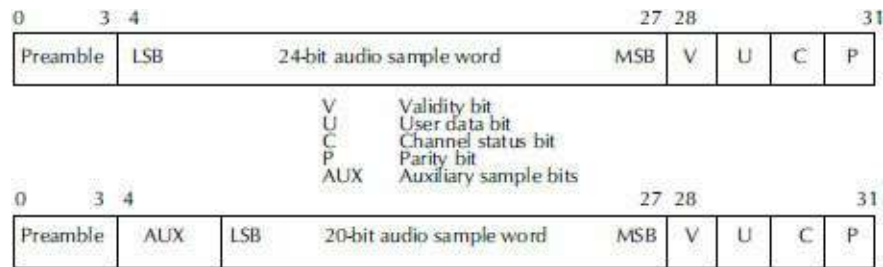 0 3 4 27 28 31
Preamble LSB 24-bit audio sample word MSB V U C P
V Validity bit
U User data bit
C Channel status bit
P Parity bit
AUX Auxiliary sample bits
0 3 4 27 28 31
Preamble AUX LSB 20-bit audio sample word MSB V U C P